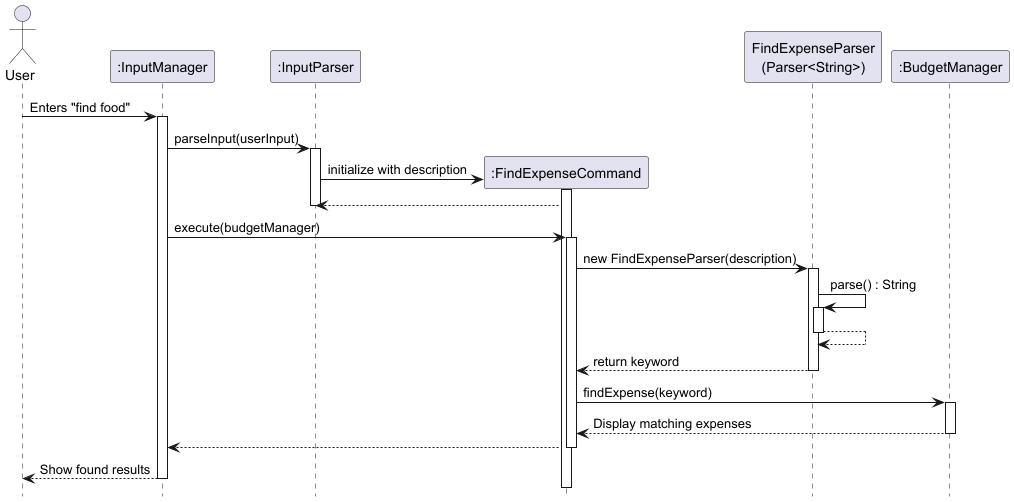 User
:InputManager
:InputParser
FindExpenseParser
(Parser<String>)
:BudgetManager
Enters "find food"
parseInput(userInput)
initialize with description
:FindExpenseCommand
execute(budgetManager)
new FindExpenseParser(description)
parse() : String
return keyword
findExpense(keyword)
Display matching expenses
Show found results